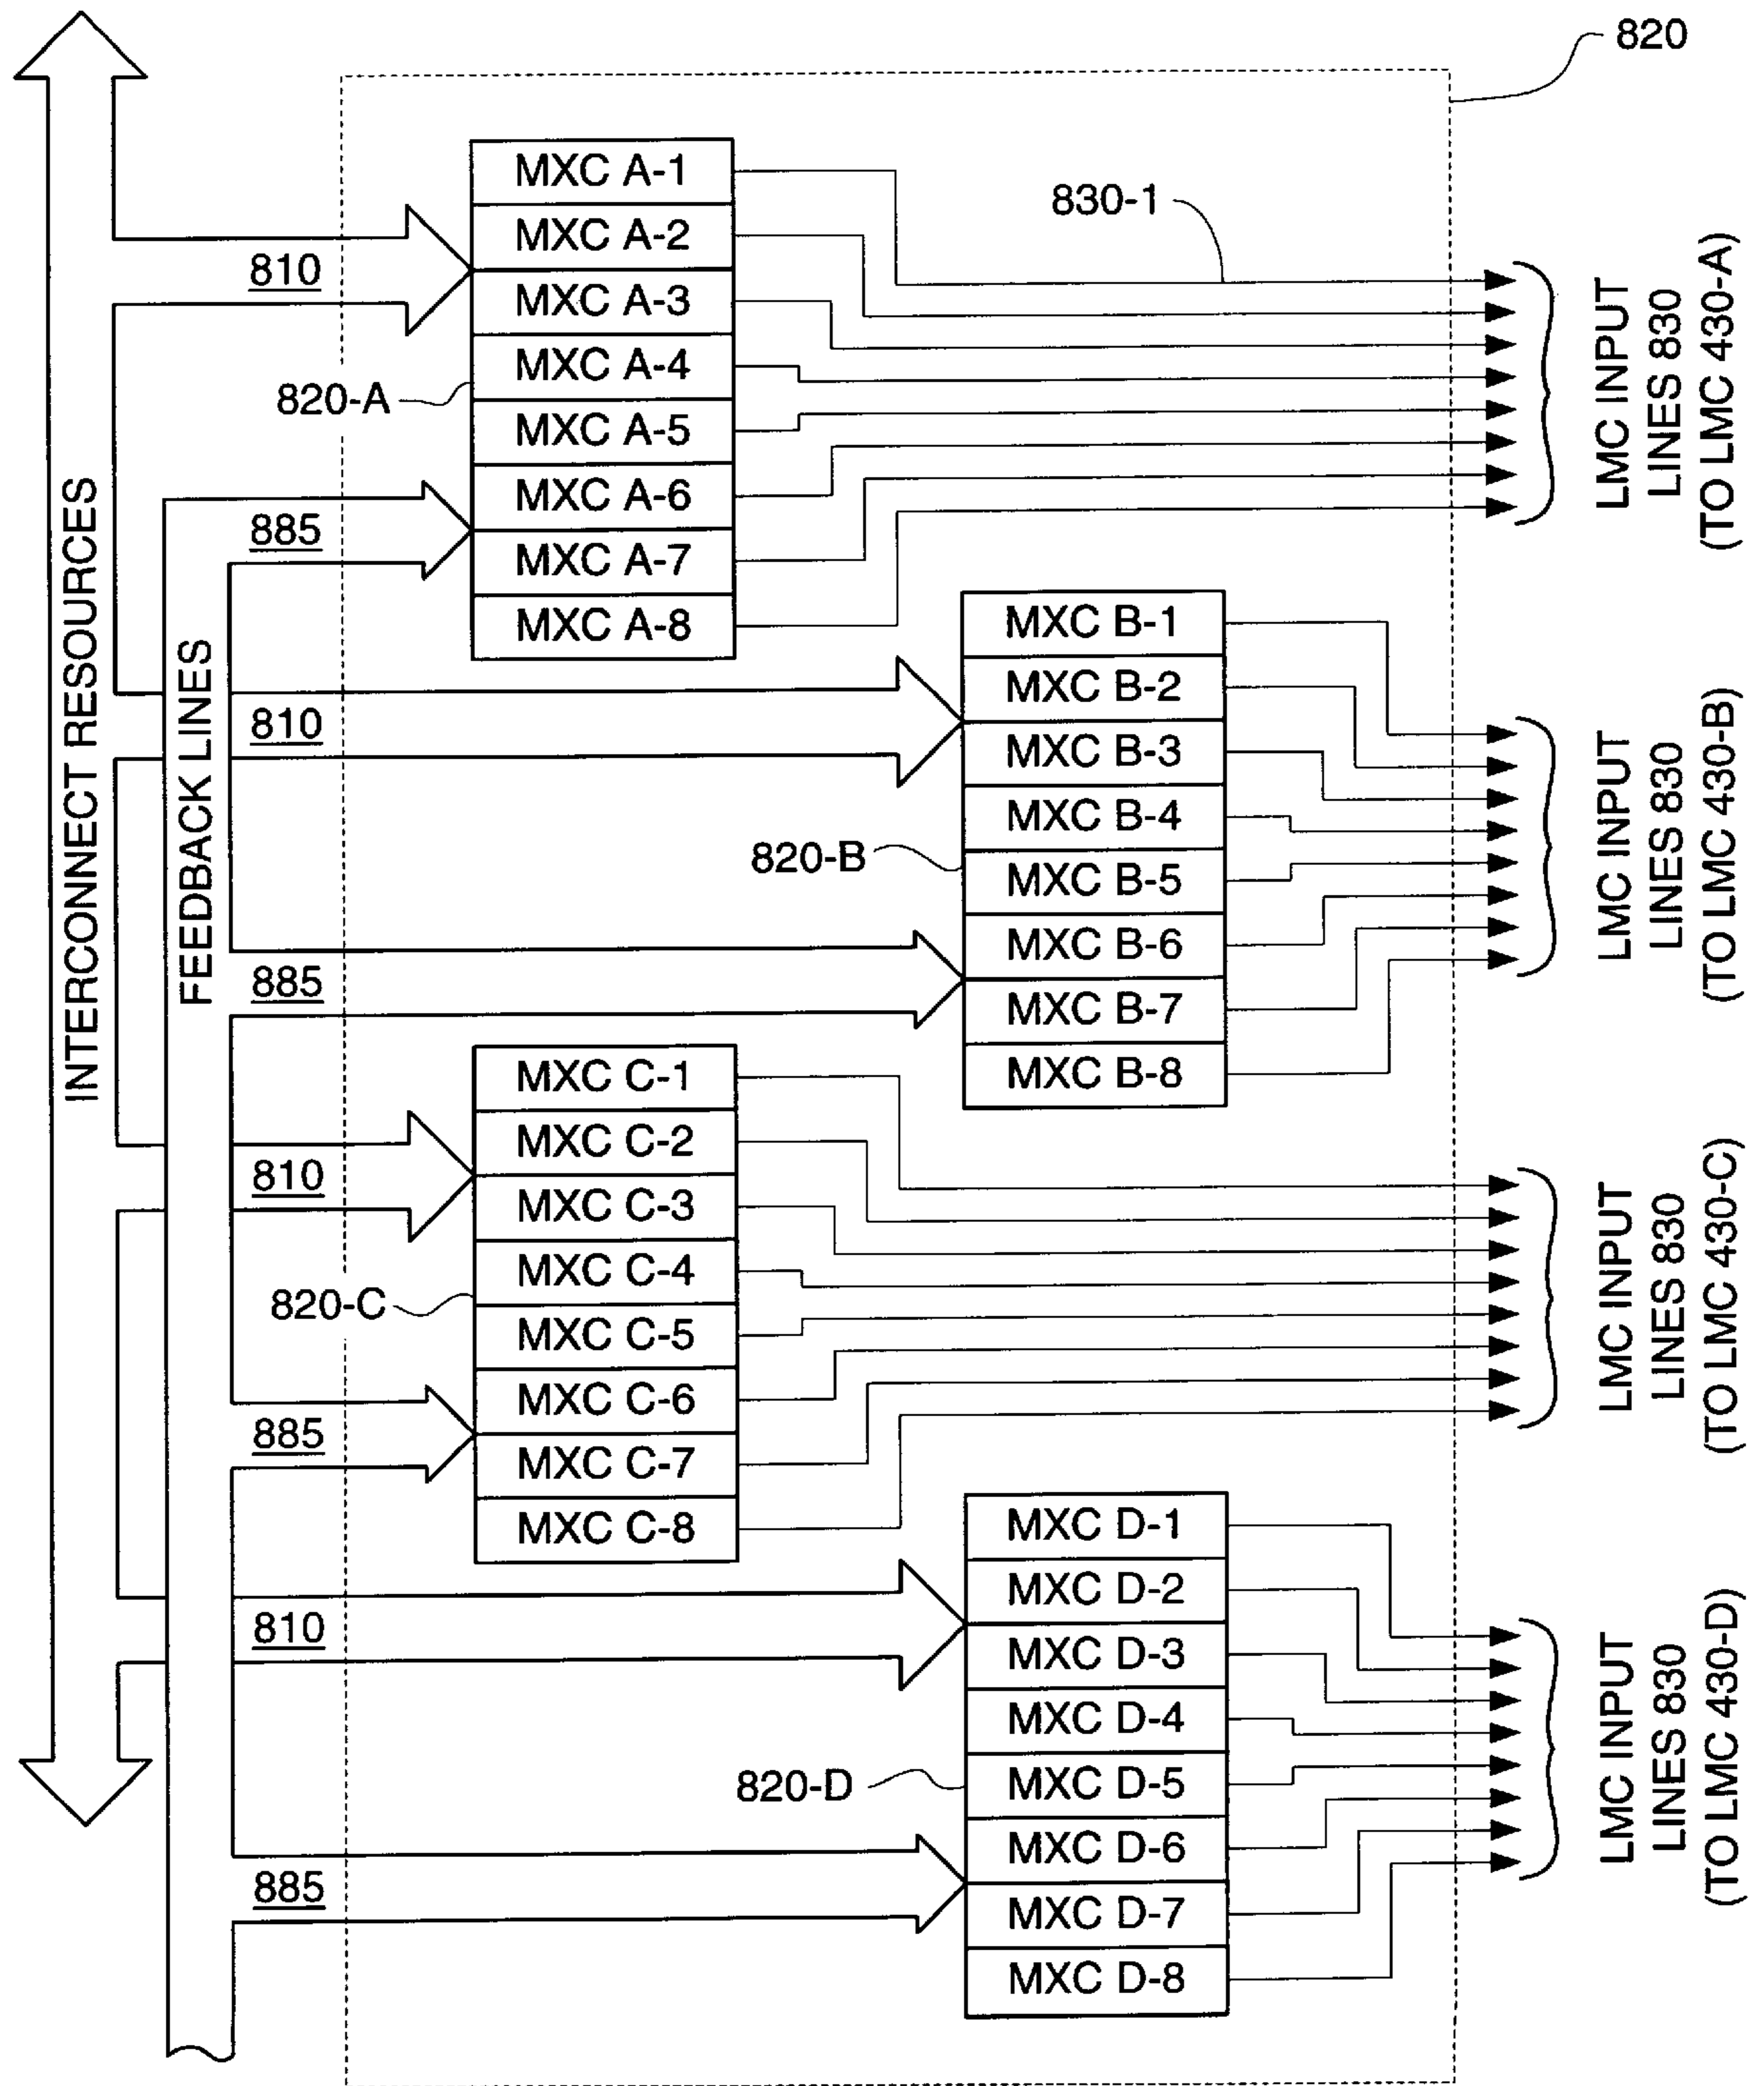 820
MXC A-1
MXC A-2
MXC A-3
MXC A-4
MXC A-5
MXC A-6
MXC A-7
MXC A-8
830-1
810
820-A
885
LMC INPUT
LINES 830
(TO LMC 430-A)
INTERCONNECT RESOURCES
FEEDBACK LINES
MXC B-1
MXC B-2
MXC B-3
MXC B-4
MXC B-5
MXC B-6
MXC B-7
MXC B-8
810
820-B
885
LMC INPUT
LINES 830
(TO LMC 430-B)
MXC C-1
MXC C-2
MXC C-3
MXC C-4
MXC C-5
MXC C-6
MXC C-7
MXC C-8
810
820-C
885
LMC INPUT
LINES 830
(TO LMC 430-C)
MXC D-1
MXC D-2
MXC D-3
MXC D-4
MXC D-5
MXC D-6
MXC D-7
MXC D-8
810
820-D
885
LMC INPUT
LINES 830
(TO LMC 430-D)